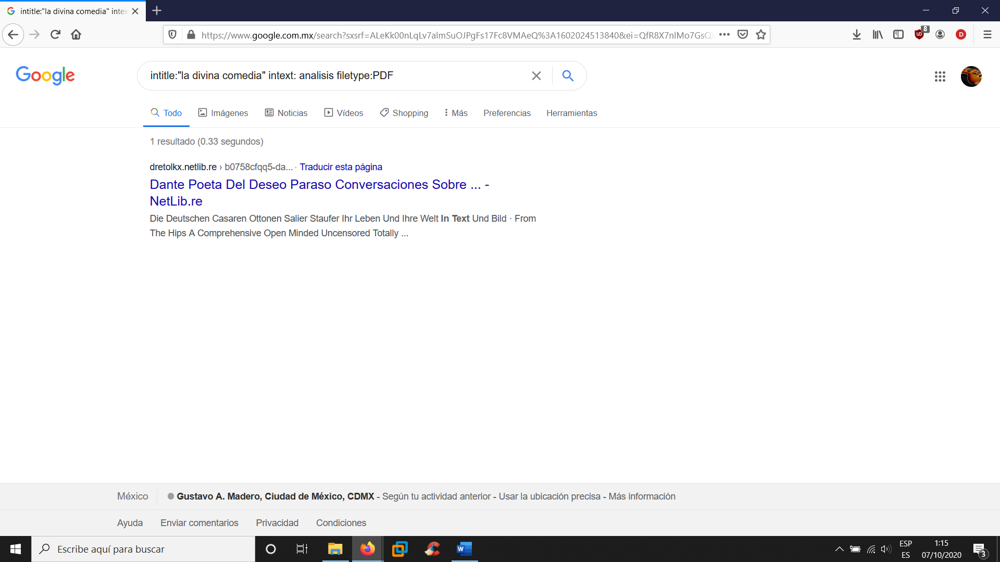 intitle:"la divina comedia" intex
https://www.google.com.mx/search?sxsrf=ALeKk00nLqLv7almSuOJPgFs17Fc8VMAeQ%3A1602024513840&ei=QfR8X7nlMo7GsQ
8
D
Google
intitle:"la divina comedia" intext: analisis filetype:PDF
Todo Imágenes Noticias Vídeos Shopping Más Preferencias Herramientas
1 resultado (0.33 segundos)
dretolkx.netlib.re › b0758cfqq5-da... · Traducir esta página
Dante Poeta Del Deseo Paraso Conversaciones Sobre ... -
NetLib.re
Die Deutschen Casaren Ottonen Salier Staufer Ihr Leben Und Ihre Welt In Text Und Bild · From
The Hips A Comprehensive Open Minded Uncensored Totally ...
México Gustavo A. Madero, Ciudad de México, CDMX - Según tu actividad anterior - Usar la ubicación precisa - Más información
Ayuda Enviar comentarios Privacidad Condiciones
Escribe aquí para buscar
W
ESP
ES
1:15
07/10/2020
3